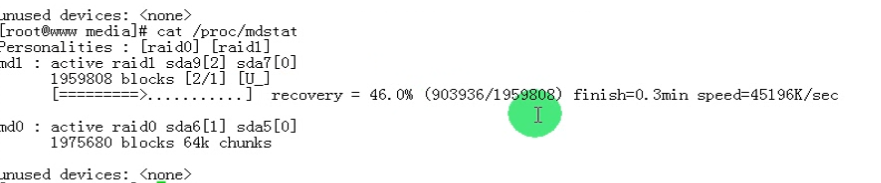 unused devices: <none>
[root@www media]# cat /proc/mdstat
Personalities : [raid0] [raid1]
md1 : active raid1 sda9[2] sda7[0]
1959808 blocks [2/1] [U_]
[=========>...........] recovery = 46.0% (903936/1959808) finish=0.3min speed=45196K/sec
md0 : active raid0 sda6[1] sda5[0]
1975680 blocks 64k chunks
unused devices: <none>